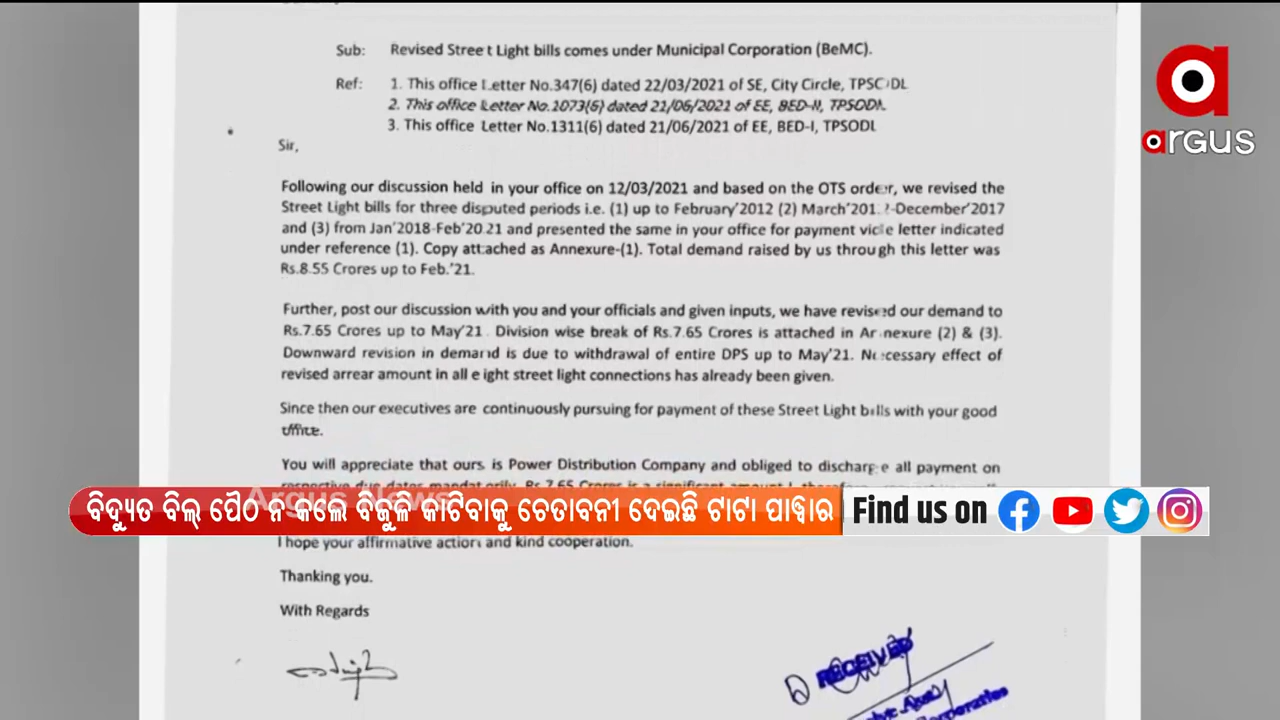 Sub: Revised Street Light bills comes under Municipal Corporation (BeMC).
Ref: 1. This office Letter No.347(6) dated 22/03/2021 of SE, City Circle, TPSODL
2. This office Letter No.1073(6) dated 21/06/2021 of EE, BED-II, TPSODL
3. This office Letter No.1311(6) dated 21/06/2021 of EE, BED-I, TPSODL
argus
Sir,
Following our discussion held in your office on 12/03/2021 and based on the OTS order, we revised the
Street Light bills for three disputed periods i.e. (1) up to February'2012 (2) March'2012-December'2017
and (3) from Jan'2018-Feb'2021 and presented the same in your office for payment vide letter indicated
under reference (1). Copy attached as Annexure-(1). Total demand raised by us through this letter was
Rs.8.55 Crores up to Feb.'21.
Further, post our discussion with you and your officials and given inputs, we have revised our demand to
Rs.7.65 Crores up to May'21. Division wise break of Rs.7.65 Crores is attached in Annexure (2) & (3).
Downward revision in demand is due to withdrawal of entire DPS up to May'21. Necessary effect of
revised arrear amount in all eight street light connections has already been given.
Since then our executives are continuously pursuing for payment of these Street Light bills with your good
office.
You will appreciate that ours is Power Distribution Company and obliged to discharge all payment on
respective due dates mandatorily. Rs.7.65 Crores is a significant amount
Argus News
ବିଦ୍ୟୁତ ବିଲ୍ ପୈଠ ନ କଲେ ବିଜୁଳି କାଟିବାକୁ ଚେତାବନୀ ଦେଇଛି ଟାଟା ପାୱାର
Find us on
I hope your affirmative action and kind cooperation.
Thanking you.
With Regards
RECEIVED